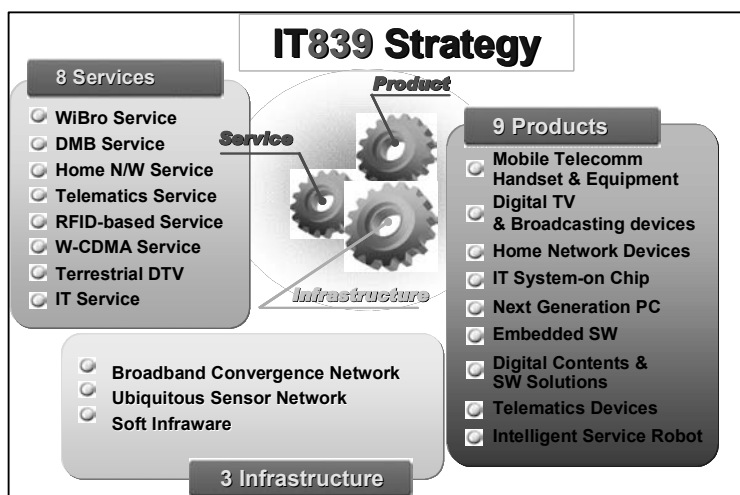 IT839 Strategy
8 Services
WiBro Service
DMB Service
Home N/W Service
Telematics Service
RFID-based Service
W-CDMA Service
Terrestrial DTV
IT Service
Product
Service
Infrastructure
9 Products
Mobile Telecomm
Handset & Equipment
Digital TV
& Broadcasting devices
Home Network Devices
IT System-on Chip
Next Generation PC
Embedded SW
Digital Contents &
SW Solutions
Telematics Devices
Intelligent Service Robot
Broadband Convergence Network
Ubiquitous Sensor Network
Soft Infraware
3 Infrastructure